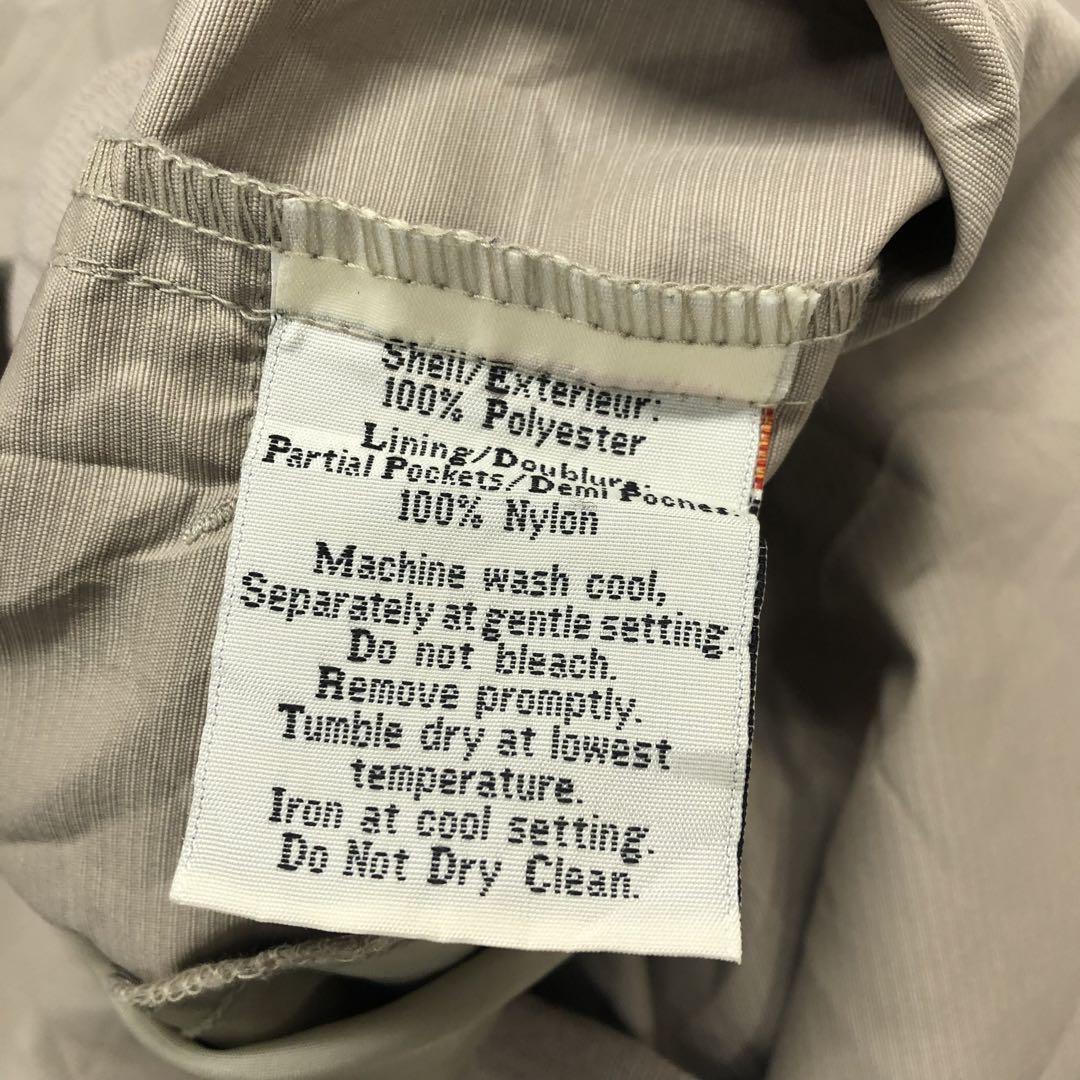 Shell/Exterieur:
100% Polyester
Lining/Doublure:
Partial Pockets/Demi Poches:
100% Nylon
Machine wash cool,
Separately at gentle setting.
Do not bleach.
Remove promptly.
Tumble dry at lowest
temperature.
Iron at cool setting.
Do Not Dry Clean.